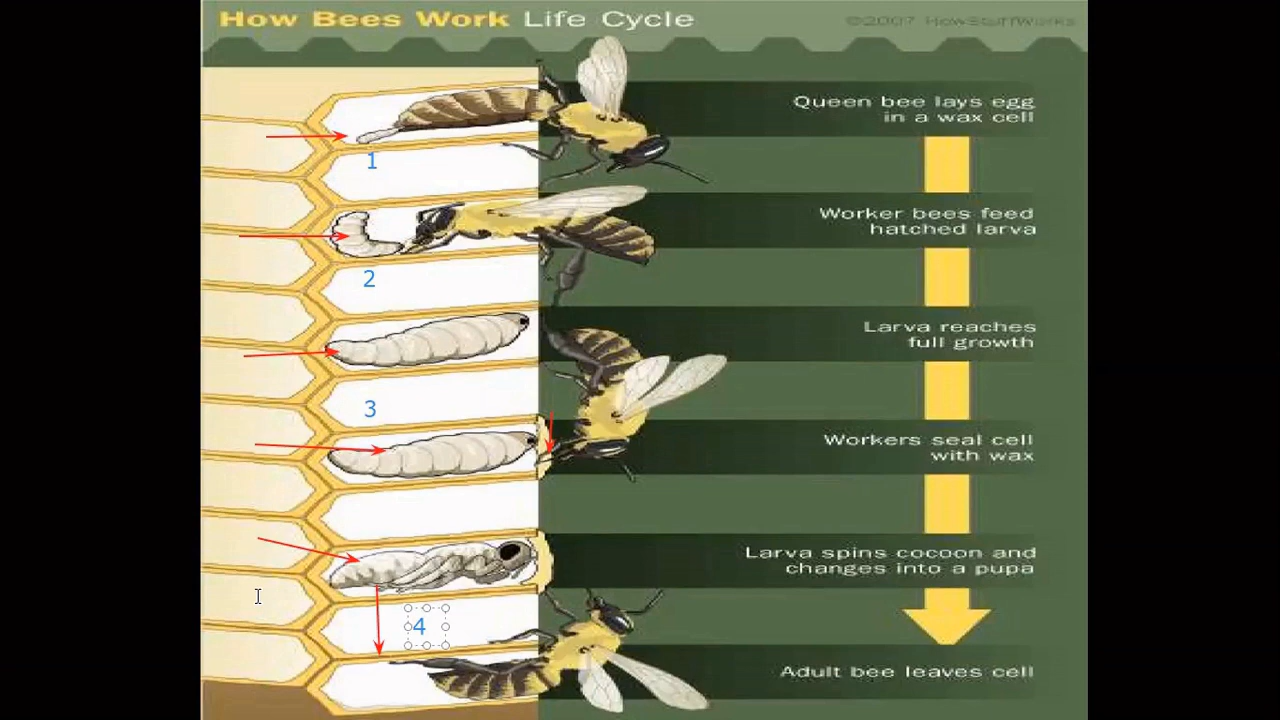 How Bees Work Life Cycle
©2007 HowStuffWorks
Queen bee lays egg
in a wax cell
1
Worker bees feed
hatched larva
2
Larva reaches
full growth
3
Workers seal cell
with wax
Larva spins cocoon and
changes into a pupa
4
Adult bee leaves cell